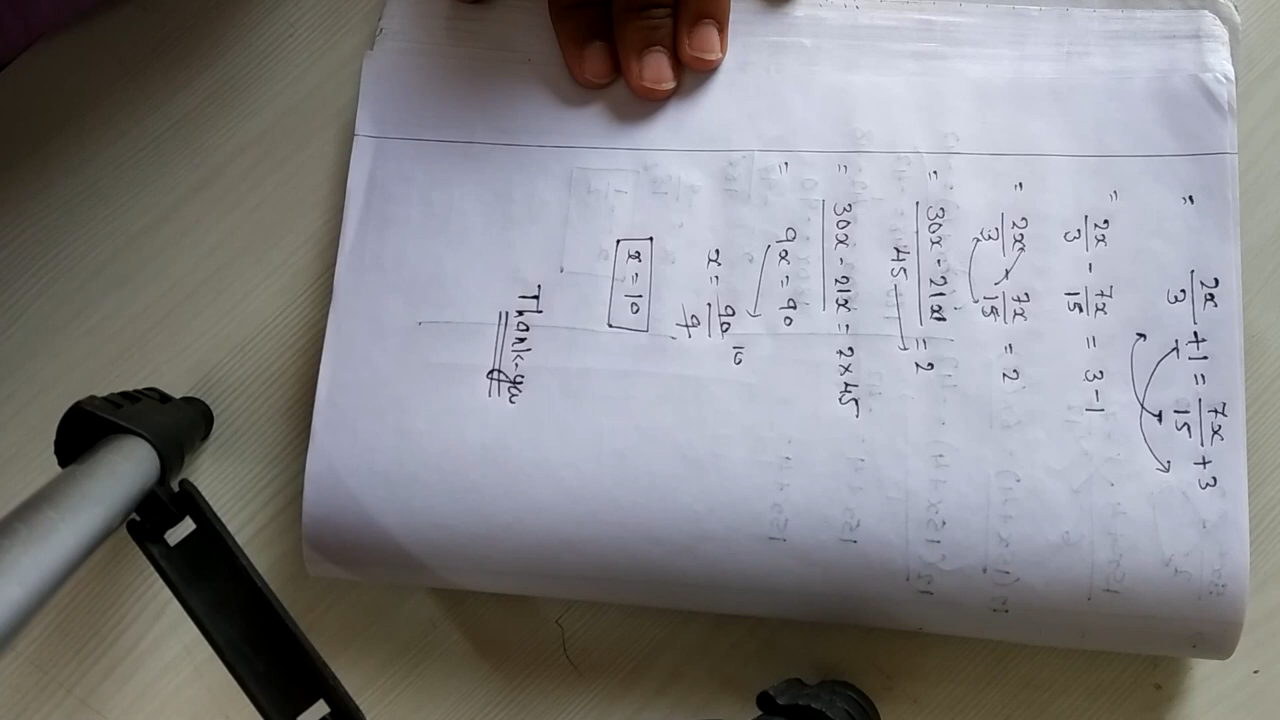 = 2x/3 + 1 = 7x/15 + 3
= 2x/3 - 7x/15 = 3 - 1
= 2x/3 - 7x/15 = 2
= 30x - 21x/45 = 2
= 30x - 21x = 2 × 45
= 9x = 90
x = 90/9 10
x = 10
Thank-you